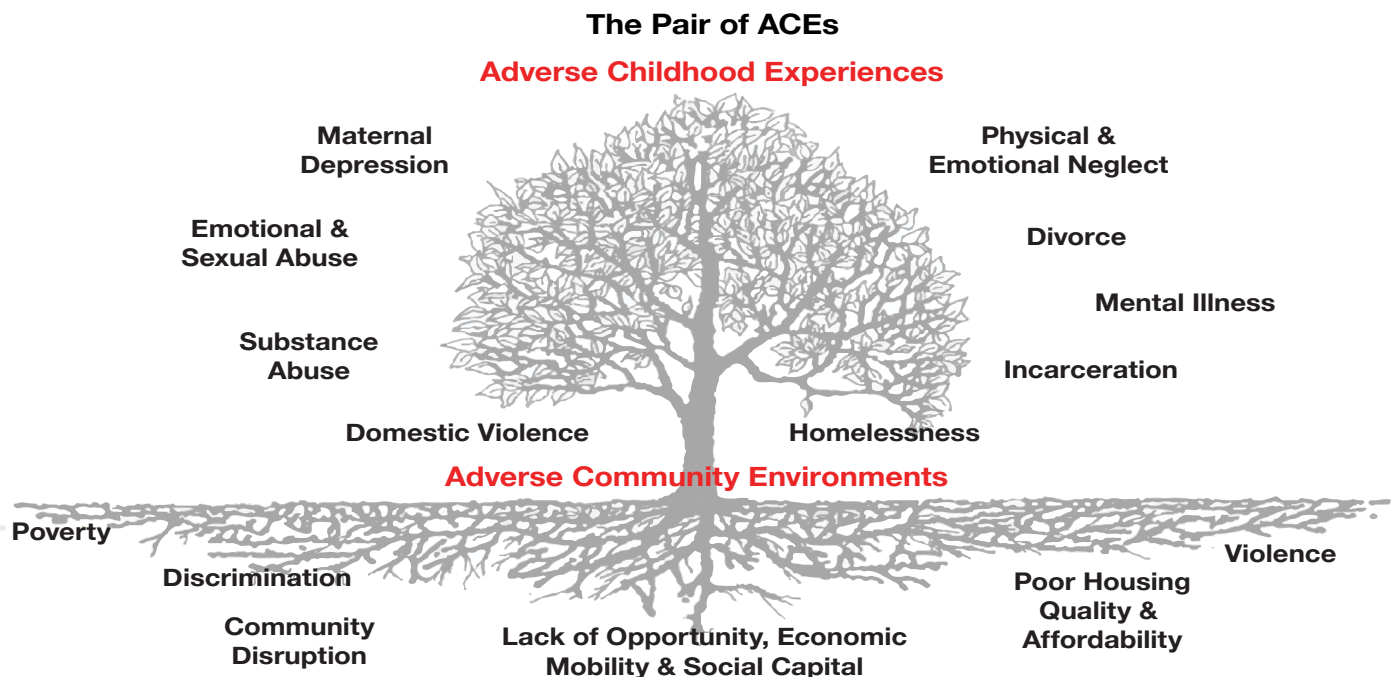 The Pair of ACEs
Adverse Childhood Experiences
Maternal
Depression
Physical &
Emotional Neglect
Emotional &
Sexual Abuse
Divorce
Mental Illness
Substance
Abuse
Incarceration
Domestic Violence
Homelessness
Adverse Community Environments
Poverty
Violence
Discrimination
Poor Housing
Quality &
Affordability
Community
Disruption
Lack of Opportunity, Economic
Mobility & Social Capital